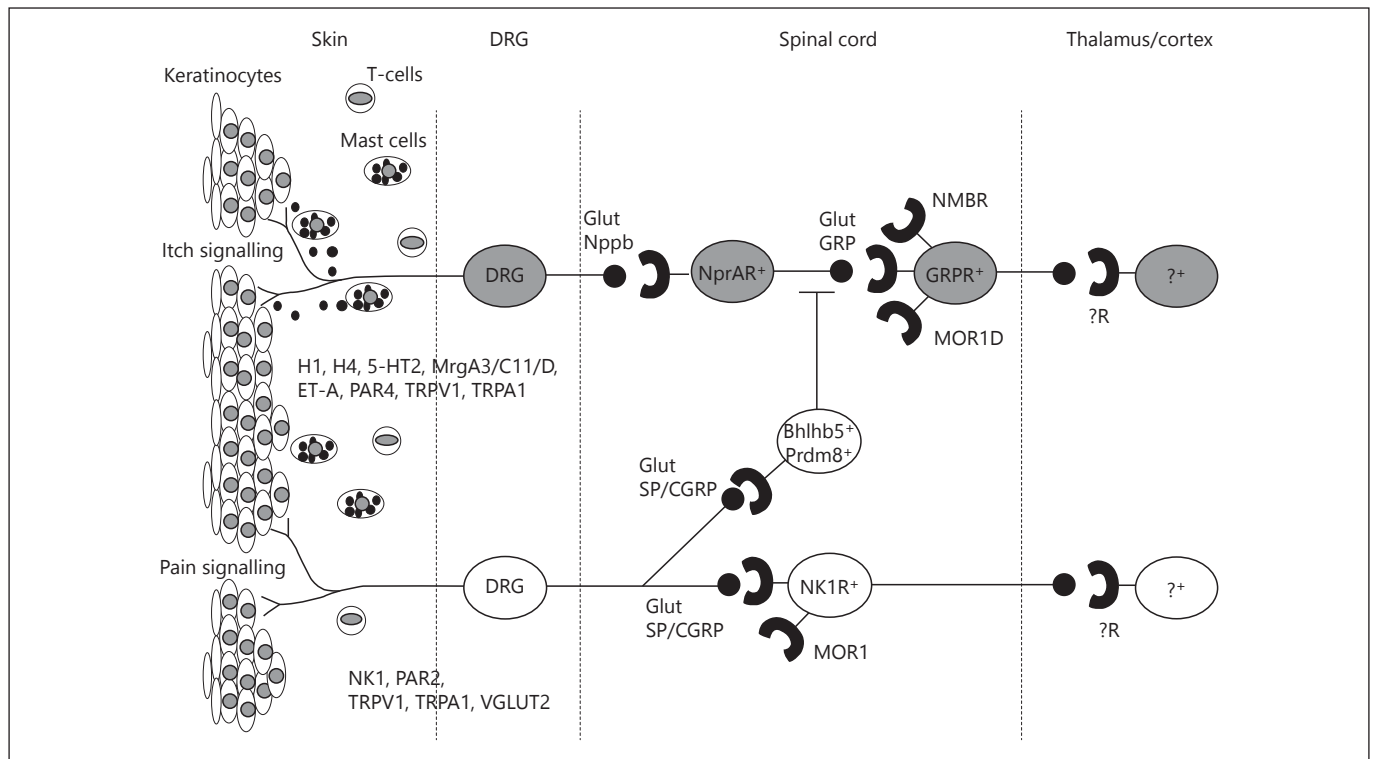 Skin
DRG
Spinal cord
Thalamus/cortex
Keratinocytes
T-cells
Mast cells
Itch signalling
DRG
Glut
Nppb
NprAR⁺
Glut
GRP
NMBR
GRPR⁺
MOR1D
?R
?⁺
H1, H4, 5-HT2, MrgA3/C11/D,
ET-A, PAR4, TRPV1, TRPA1
Bhlhb5⁺
Prdm8⁺
Glut
SP/CGRP
Pain signalling
DRG
Glut
SP/CGRP
NK1R⁺
MOR1
?R
?⁺
NK1, PAR2,
TRPV1, TRPA1, VGLUT2